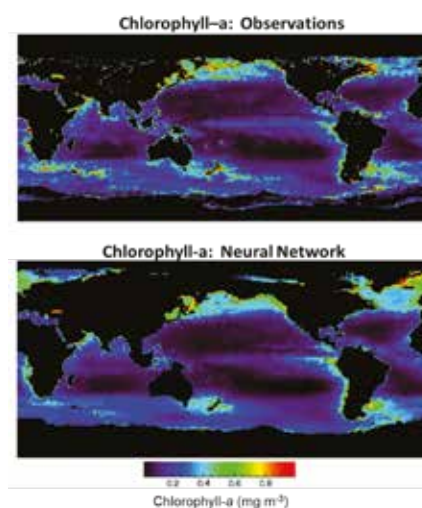 Chlorophyll–a: Observations
Chlorophyll-a: Neural Network
0.2 0.4 0.6 0.8
Chlorophyll-a (mg m-3)